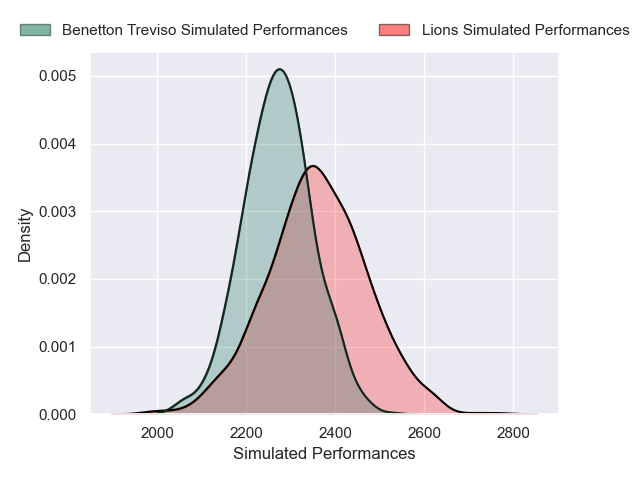 Benetton Treviso Simulated Performances Lions Simulated Performances
0.005
0.004
0.003
0.002
0.001
0.000
Density
2000 2200 2400 2600 2800
Simulated Performances